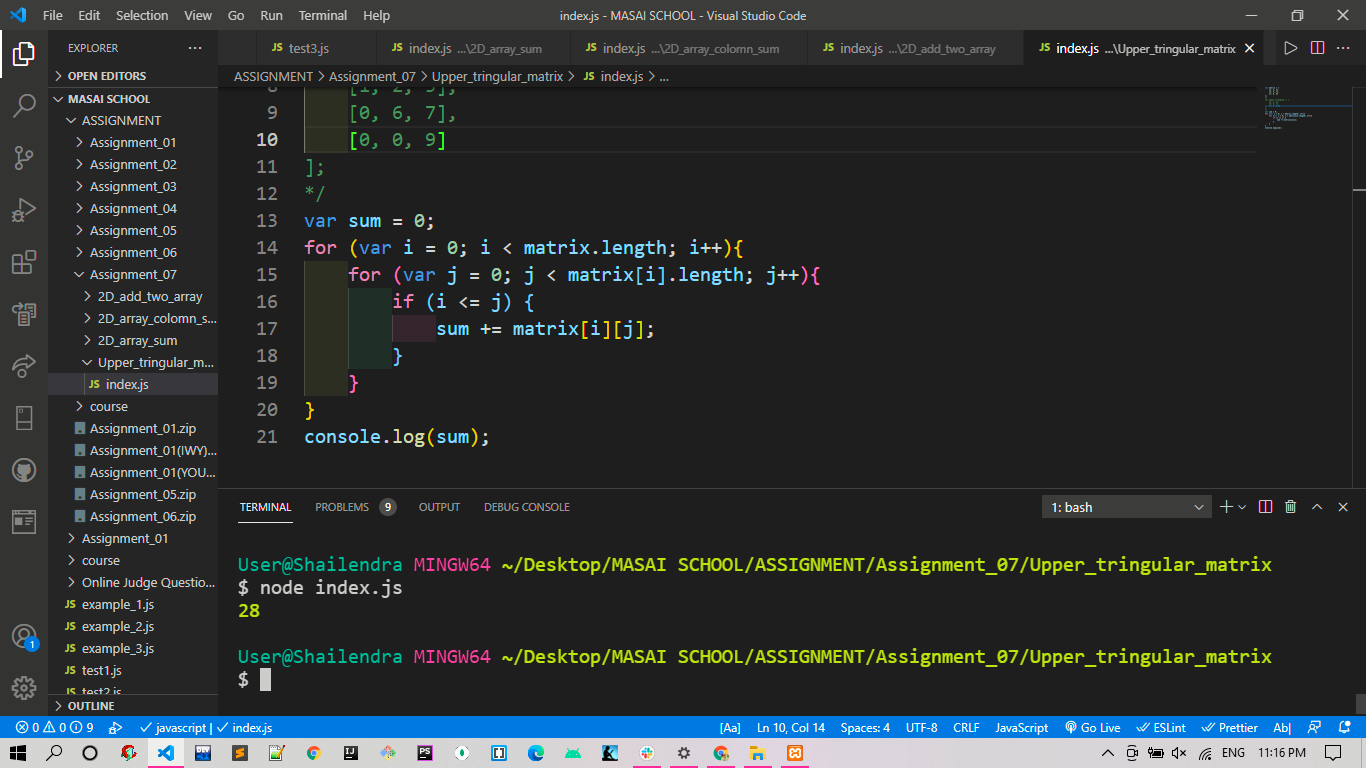 File Edit Selection View Go Run Terminal Help
index.js - MASAI SCHOOL - Visual Studio Code
EXPLORER ...
OPEN EDITORS
MASAI SCHOOL
ASSIGNMENT
Assignment_01
Assignment_02
Assignment_03
Assignment_04
Assignment_05
Assignment_06
Assignment_07
2D_add_two_array
2D_array_colomn_s...
2D_array_sum
Upper_tringular_m...
JS index.js
course
Assignment_01.zip
Assignment_01(IWY)...
Assignment_01(YOU...
Assignment_05.zip
Assignment_06.zip
Assignment_01
course
Online Judge Questio...
JS example_1.js
JS example_2.js
JS example_3.js
JS test1.js
JS test2.js
OUTLINE
1
JS test3.js
JS index.js ...\2D_array_sum
JS index.js ...\2D_array_colomn_sum
JS index.js ...\2D_add_two_array
JS index.js ...\Upper_tringular_matrix
ASSIGNMENT > Assignment_07 > Upper_tringular_matrix > JS index.js > ...
9 [0, 6, 7],
10 [0, 0, 9]
11 ];
12 */
13 var sum = 0;
14 for (var i = 0; i < matrix.length; i++){
15 for (var j = 0; j < matrix[i].length; j++){
16 if (i <= j) {
17 sum += matrix[i][j];
18 }
19 }
20 }
21 console.log(sum);
TERMINAL PROBLEMS 9 OUTPUT DEBUG CONSOLE
1: bash
User@Shailendra MINGW64 ~/Desktop/MASAI SCHOOL/ASSIGNMENT/Assignment_07/Upper_tringular_matrix
$ node index.js
28
User@Shailendra MINGW64 ~/Desktop/MASAI SCHOOL/ASSIGNMENT/Assignment_07/Upper_tringular_matrix
$
0 0 9 javascript | index.js
[Aa] Ln 10, Col 14 Spaces: 4 UTF-8 CRLF JavaScript Go Live ESLint Prettier Ab|
ENG 11:16 PM